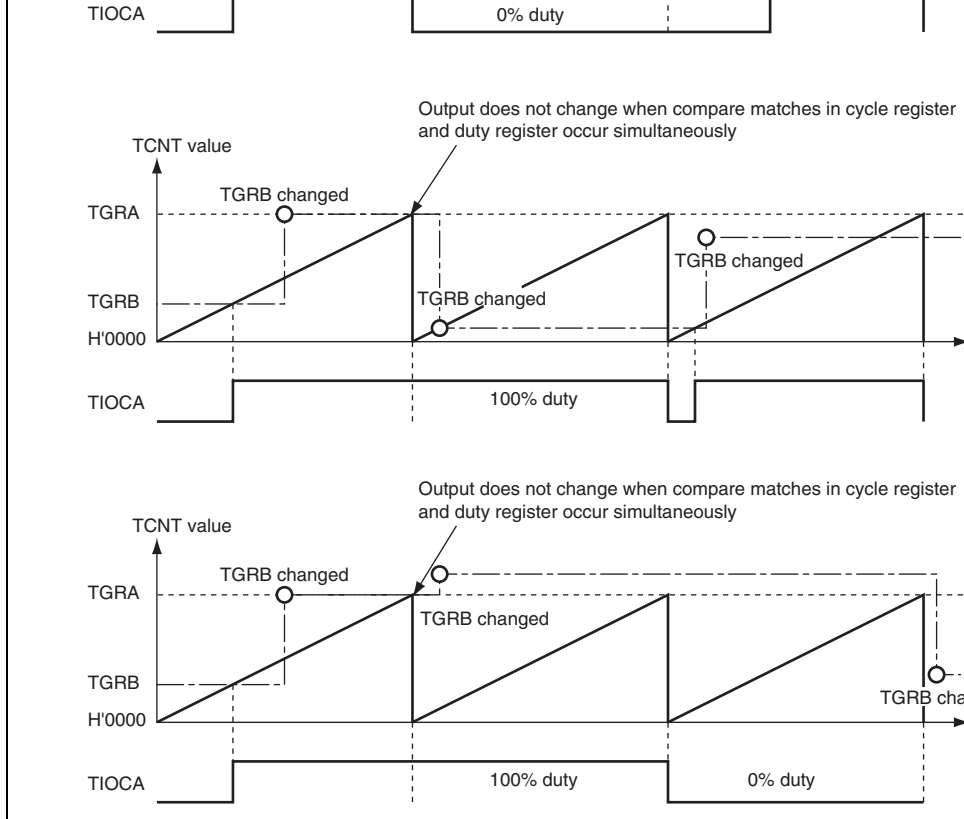 TIOCA
0% duty
Output does not change when compare matches in cycle register
and duty register occur simultaneously
TCNT value
TGRB changed
TGRA
TGRB changed
TGRB changed
TGRB
H'0000
TIOCA
100% duty
Output does not change when compare matches in cycle register
and duty register occur simultaneously
TCNT value
TGRB changed
TGRA
TGRB changed
TGRB
TGRB cha
H'0000
TIOCA
100% duty
0% duty